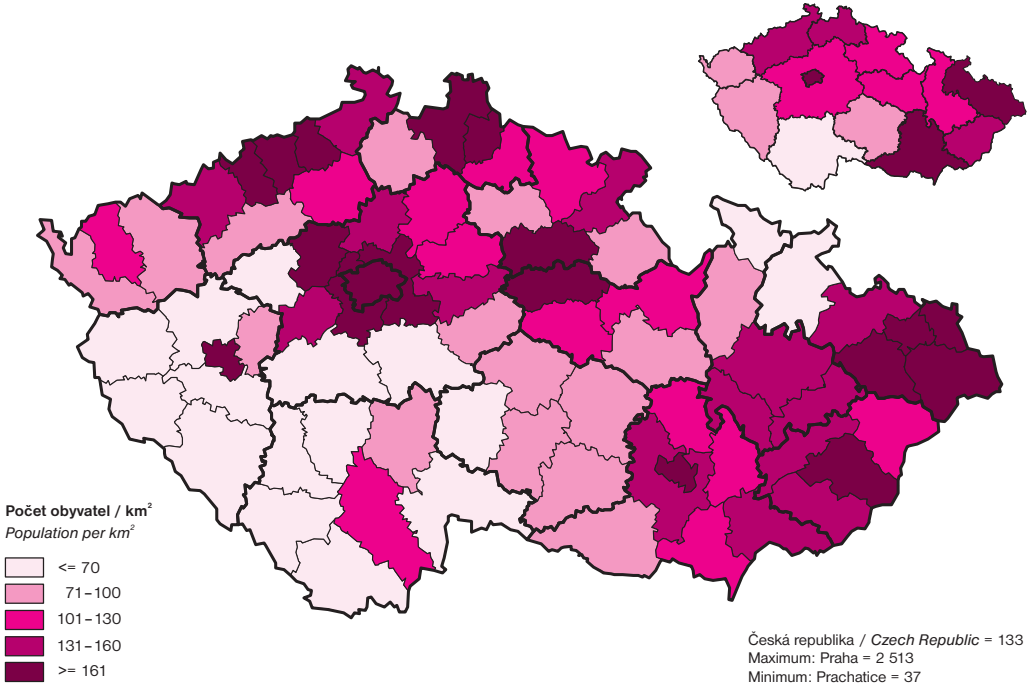 Počet obyvatel / km²
Population per km²
<= 70
71–100
101–130
131–160
>= 161
Česká republika / Czech Republic = 133
Maximum: Praha = 2 513
Minimum: Prachatice = 37